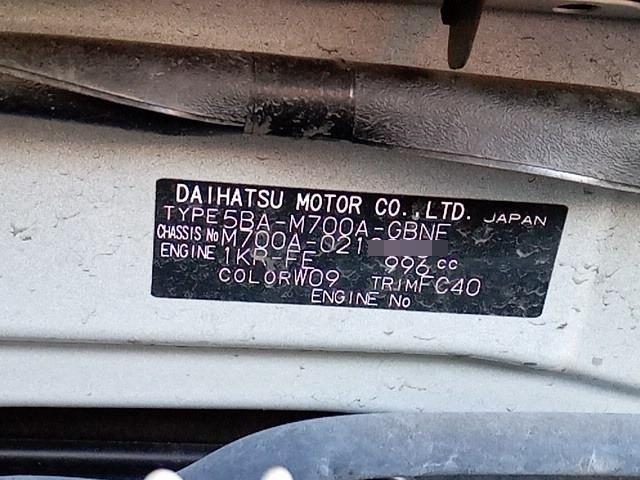 DAIHATSU MOTOR CO., LTD. JAPAN
TYPE 5BA-M700A-GBNF
CHASSIS No M700A-021
ENGINE 1KR-FE 996 cc
COLOR W09 TRIM FC40
ENGINE No